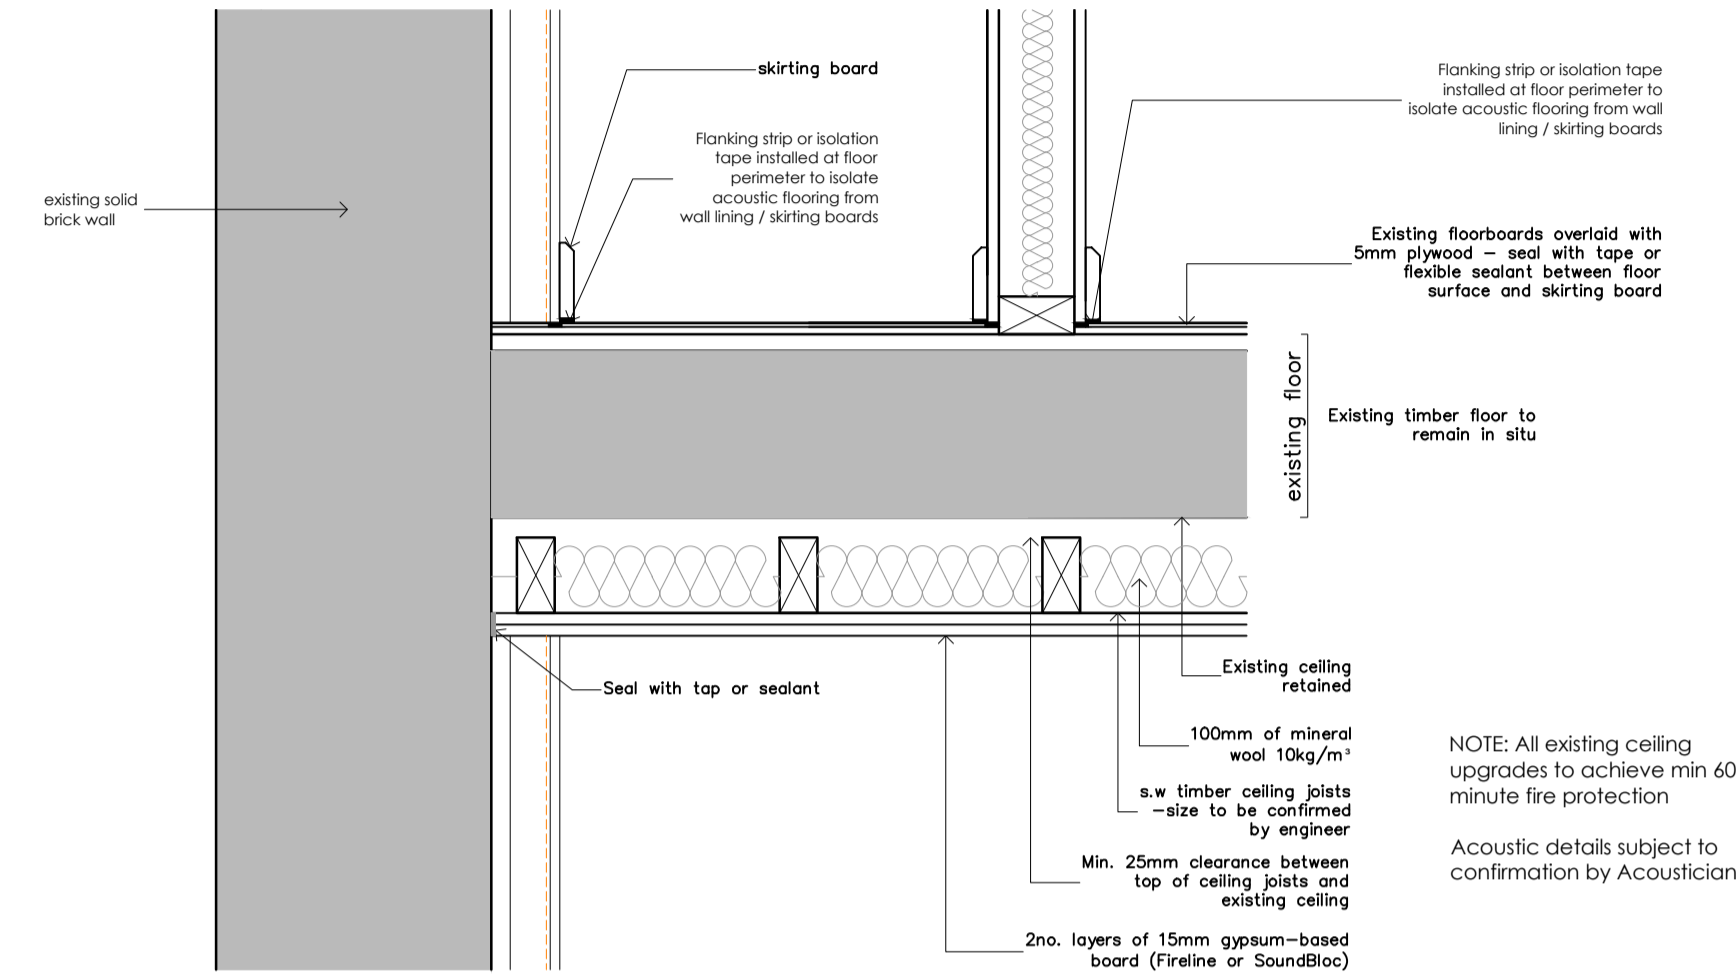 skirting board
Flanking strip or isolation
tape installed at floor
perimeter to isolate
acoustic flooring from
wall lining / skirting boards
Flanking strip or isolation tape
installed at floor perimeter to
isolate acoustic flooring from wall
lining / skirting boards
existing solid
brick wall
Existing floorboards overlaid with
5mm plywood – seal with tape or
flexible sealant between floor
surface and skirting board
existing floor
Existing timber floor to
remain in situ
Seal with tap or sealant
Existing ceiling
retained
100mm of mineral
wool 10kg/m³
s.w timber ceiling joists
–size to be confirmed
by engineer
Min. 25mm clearance between
top of ceiling joists and
existing ceiling
2no. layers of 15mm gypsum–based
board (Fireline or SoundBloc)
NOTE: All existing ceiling
upgrades to achieve min 60
minute fire protection
Acoustic details subject to
confirmation by Acoustician